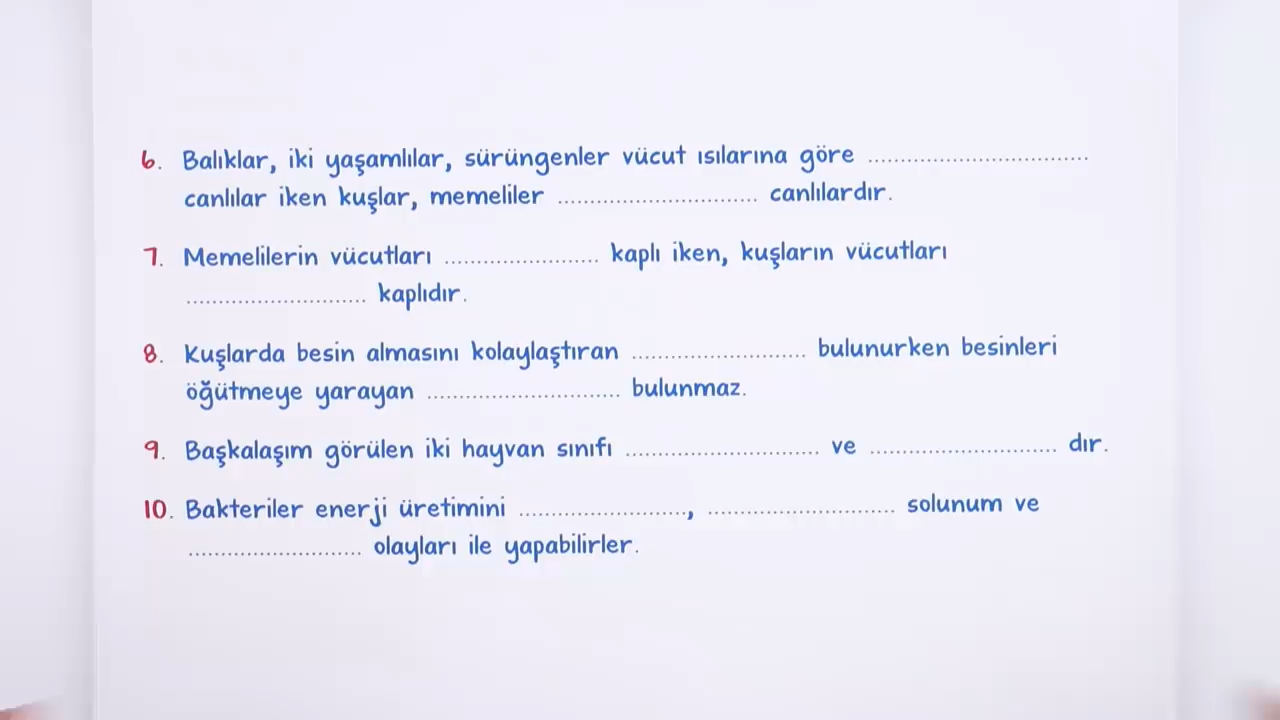 6. Balıklar, iki yaşamlılar, sürüngenler vücut ısılarına göre ..................................
canlılar iken kuşlar, memeliler ............................... canlılardır.
7. Memelilerin vücutları ........................ kaplı iken, kuşların vücutları
............................ kaplıdır.
8. Kuşlarda besin almasını kolaylaştıran ........................... bulunurken besinleri
öğütmeye yarayan .............................. bulunmaz.
9. Başkalaşım görülen iki hayvan sınıfı .............................. ve ............................. dır.
10. Bakteriler enerji üretimini .........................., ............................. solunum ve
........................... olayları ile yapabilirler.